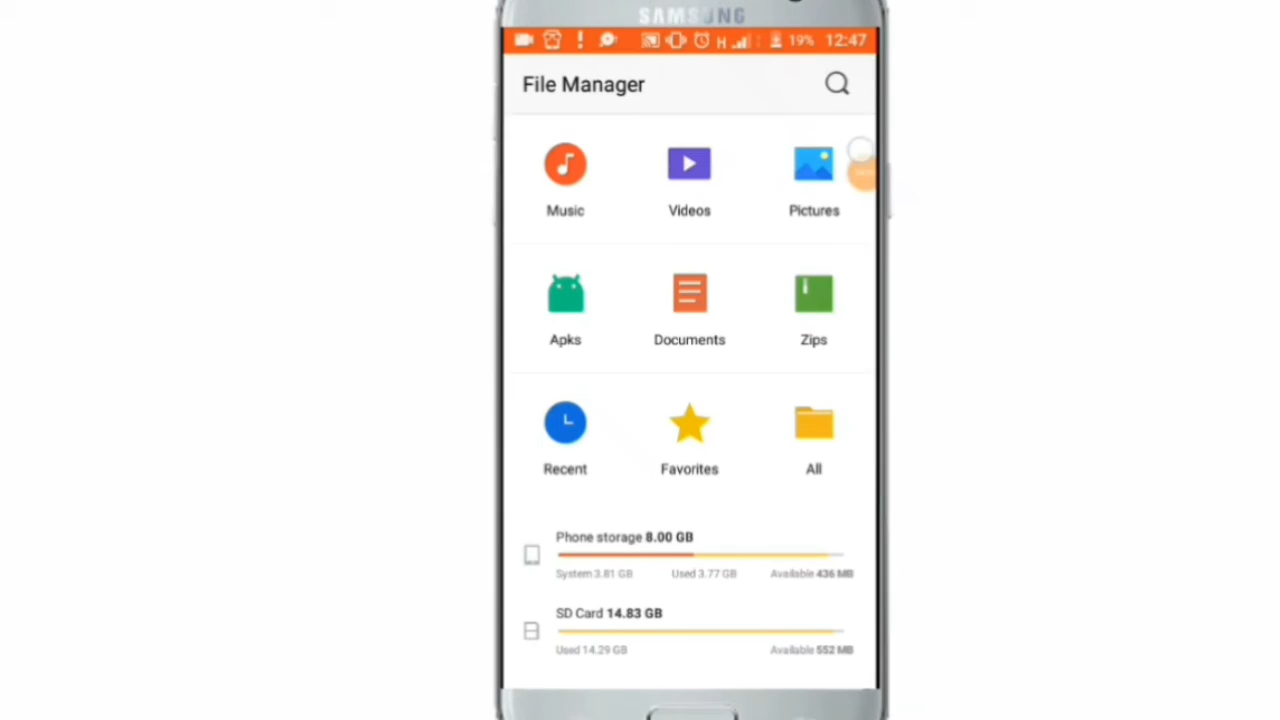 SAMSUNG
H 19% 12:47
File Manager
Music Videos Pictures
Apks Documents Zips
Recent Favorites All
Phone storage 8.00 GB
System 3.81 GB Used 3.77 GB Available 436 MB
SD Card 14.83 GB
Used 14.29 GB Available 552 MB